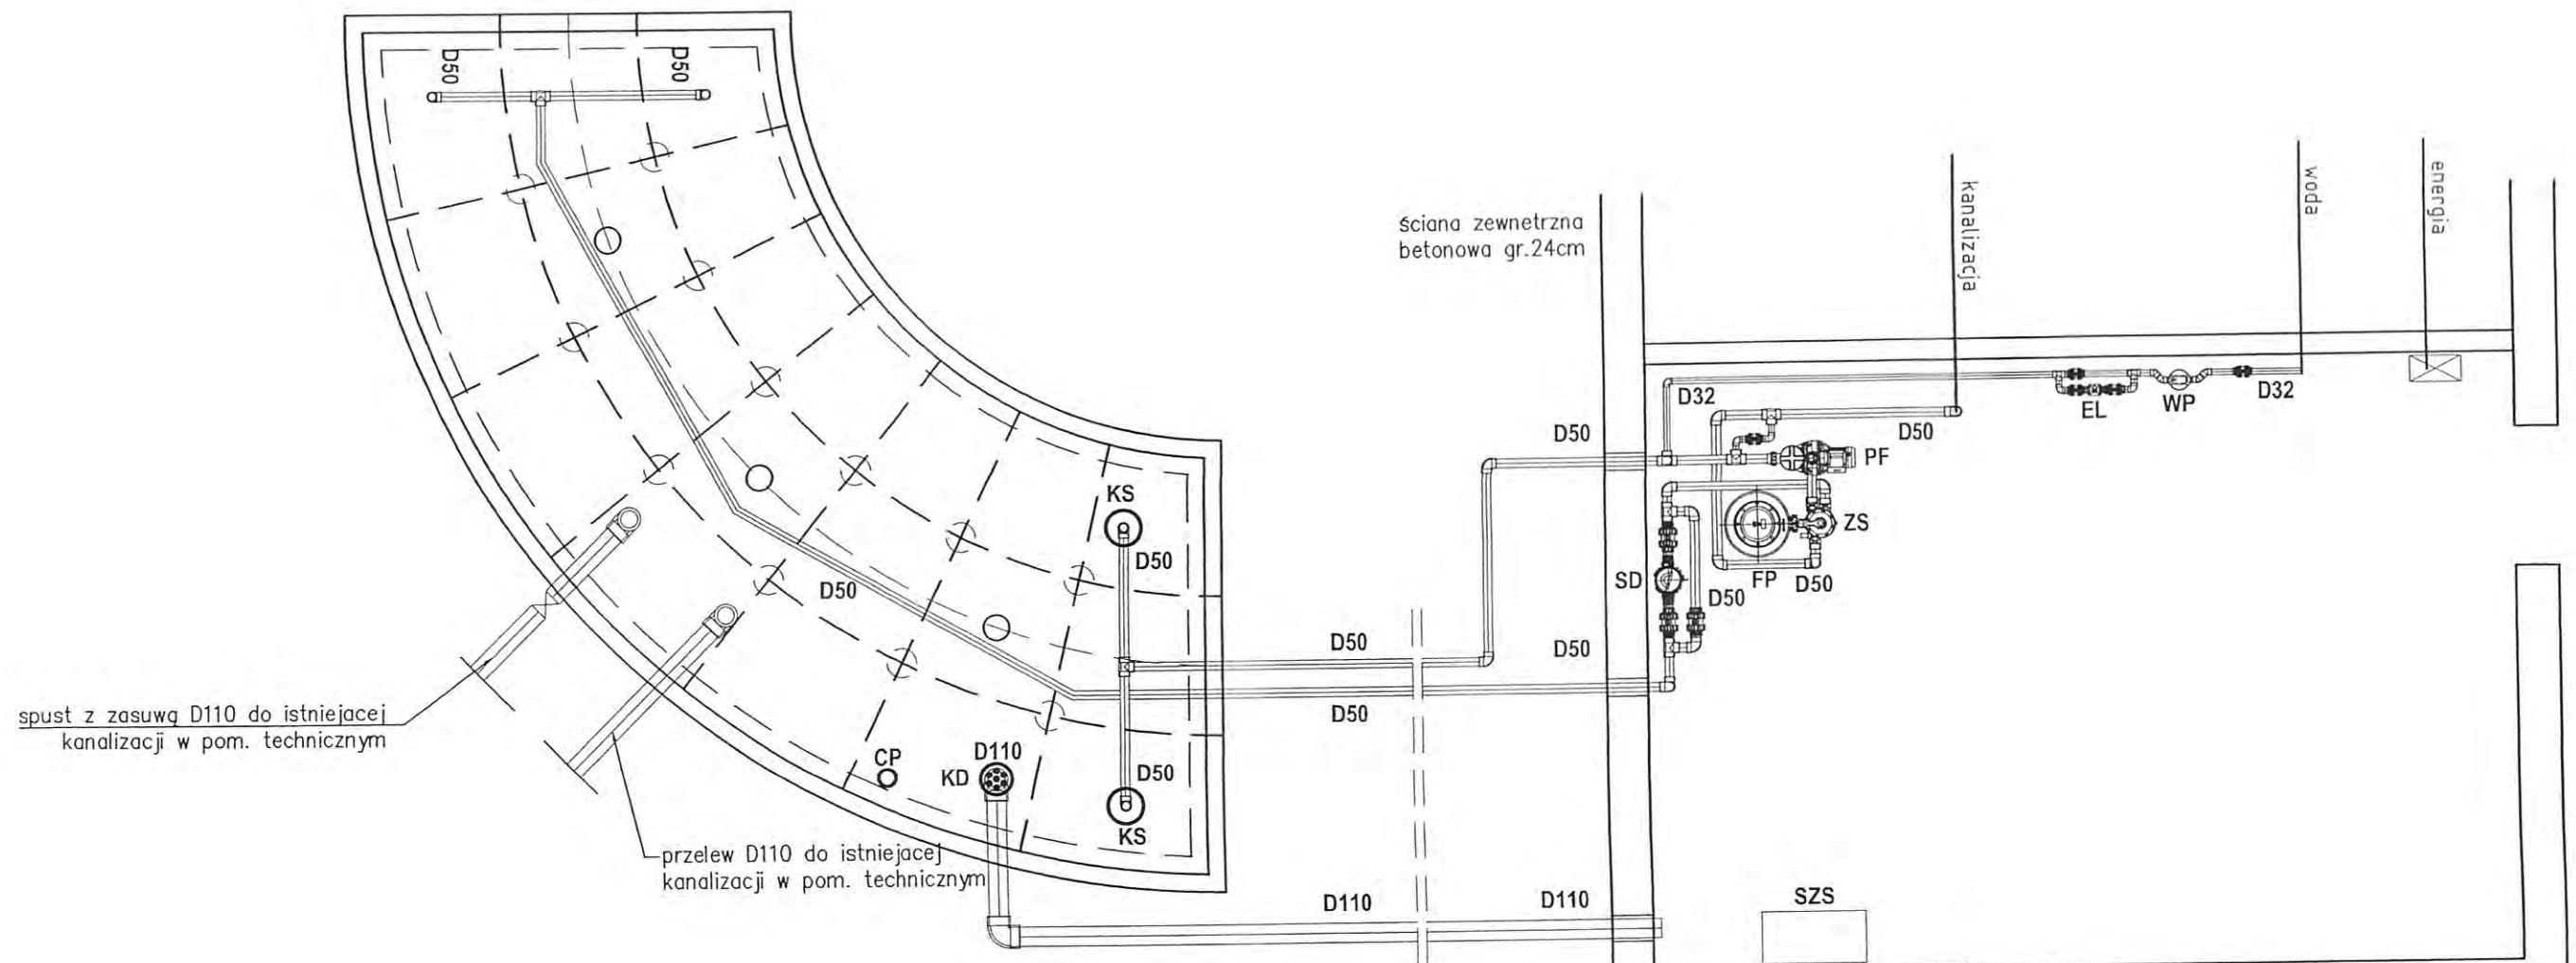 D50
D50
ściana zewnetrzna
betonowa gr.24cm
kanalizacja
woda
energia
D32
EL
WP
D32
D50
D50
PF
KS
D50
ZS
SD
FP
D50
D50
D50
D50
D50
D50
spust z zasuwą D110 do istniejacej
kanalizacji w pom. technicznym
CP
KD
D110
D50
KS
przelew D110 do istniejacej
kanalizacji w pom. technicznym
D110
D110
SZS